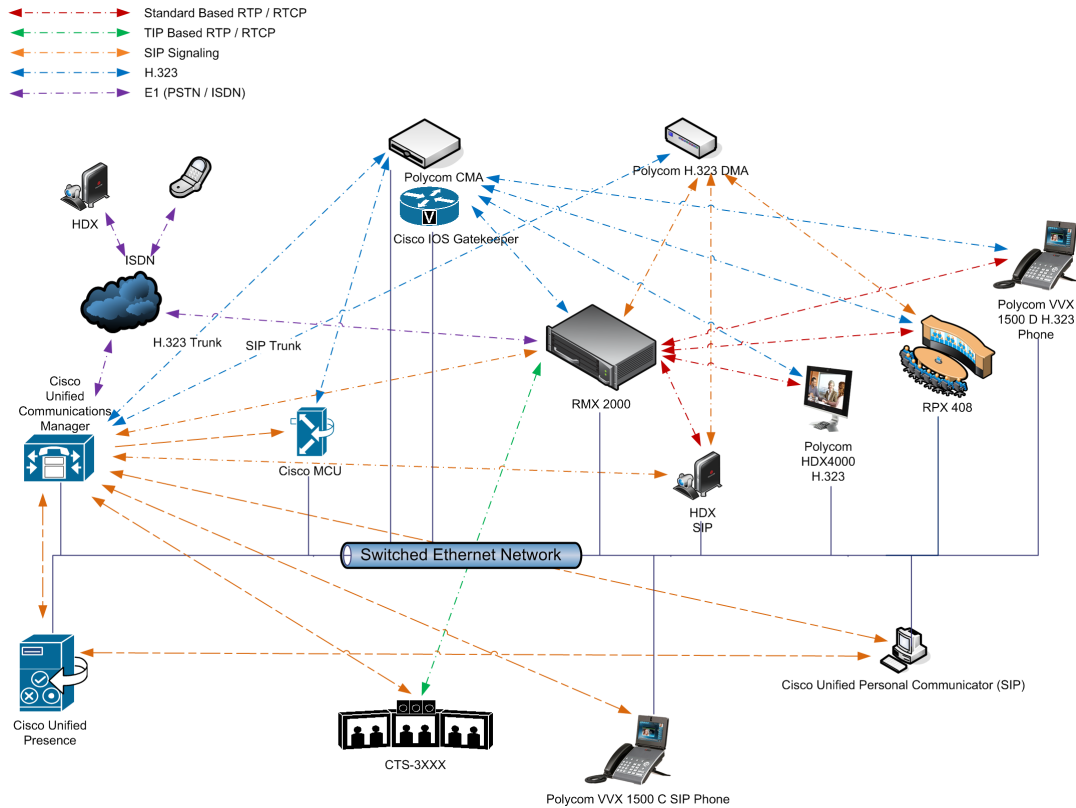 Standard Based RTP / RTCP
TIP Based RTP / RTCP
SIP Signaling
H.323
E1 (PSTN / ISDN)
Polycom CMA
Polycom H.323 DMA
HDX
V
Cisco IOS Gatekeeper
ISDN
Polycom VVX
1500 D H.323
Phone
H.323 Trunk
SIP Trunk
Cisco
Unified
Communications
Manager
RMX 2000
RPX 408
Polycom
HDX4000
H.323
Cisco MCU
HDX
SIP
Switched Ethernet Network
Cisco Unified Personal Communicator (SIP)
Cisco Unified
Presence
CTS-3XXX
Polycom VVX 1500 C SIP Phone